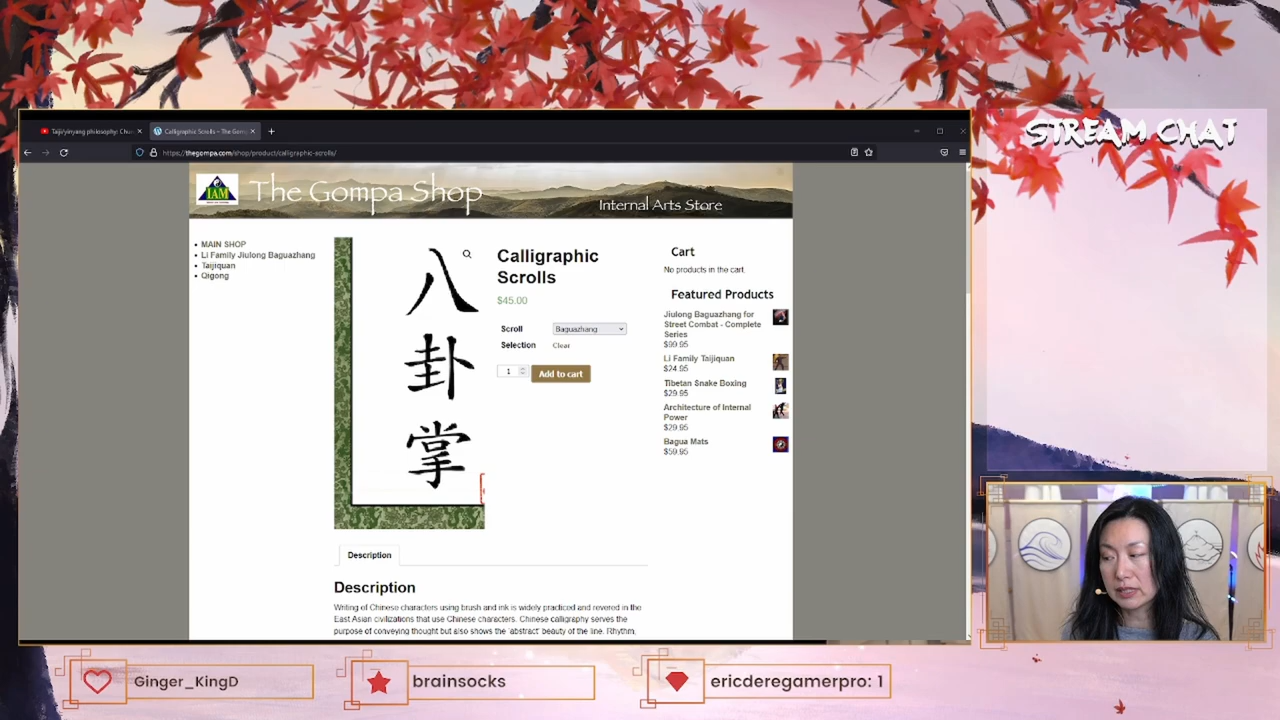 Taiji/yinyang philosophy: Chu
Calligraphic Scrolls – The Gom
https://thegompa.com/shop/product/calligraphic-scrolls/
STREAM CHAT
IAM
The Gompa Shop
Internal Arts Store
MAIN SHOP
Li Family Jiulong Baguazhang
Taijiquan
Qigong
八
卦
掌
Calligraphic
Scrolls
$45.00
Scroll
Baguazhang
Selection
Clear
1
Add to cart
Cart
No products in the cart.
Featured Products
Jiulong Baguazhang for
Street Combat - Complete
Series
$99.95
Li Family Taijiquan
$24.95
Tibetan Snake Boxing
$29.95
Architecture of Internal
Power
$29.95
Bagua Mats
$59.95
Description
Description
Writing of Chinese characters using brush and ink is widely practiced and revered in the
East Asian civilizations that use Chinese characters. Chinese calligraphy serves the
purpose of conveying thought but also shows the 'abstract' beauty of the line. Rhythm,
Ginger_KingD
brainsocks
ericderegamerpro: 1